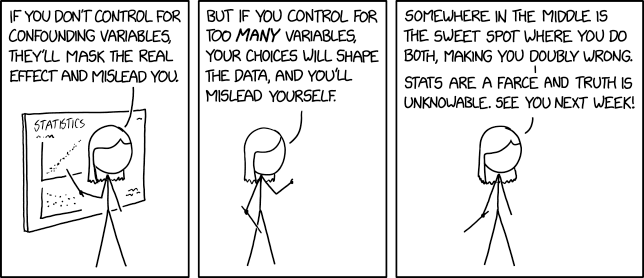 IF YOU DON'T CONTROL FOR
CONFOUNDING VARIABLES,
THEY'LL MASK THE REAL
EFFECT AND MISLEAD YOU.
STATISTICS
BUT IF YOU CONTROL FOR
TOO MANY VARIABLES,
YOUR CHOICES WILL SHAPE
THE DATA, AND YOU'LL
MISLEAD YOURSELF.
SOMEWHERE IN THE MIDDLE IS
THE SWEET SPOT WHERE YOU DO
BOTH, MAKING YOU DOUBLY WRONG.
STATS ARE A FARCE AND TRUTH IS
UNKNOWABLE. SEE YOU NEXT WEEK!